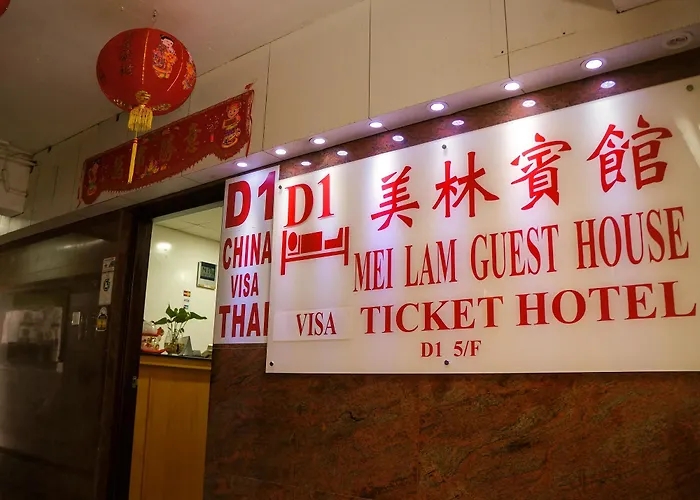 D1
CHINA
VISA
THAI
D1
美林賓館
MEI LAM GUEST HOUSE
VISA TICKET HOTEL
D1 5/F